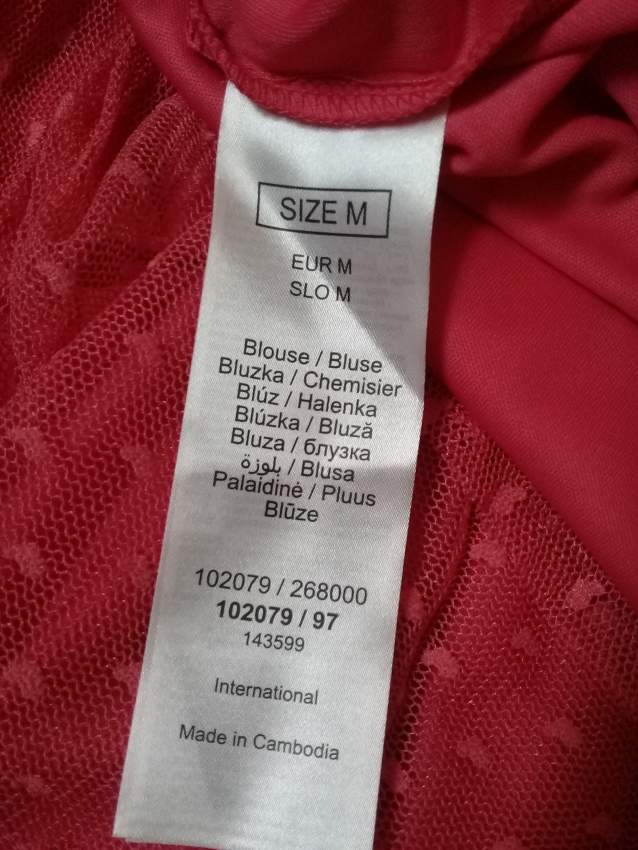 SIZE M
EUR M
SLO M
Blouse / Bluse
Bluzka / Chemisier
Blúz / Halenka
Blúzka / Bluză
Bluza / блузка
بلوزة / Blusa
Palaidinė / Pluus
Blūze
102079 / 268000
102079 / 97
143599
International
Made in Cambodia